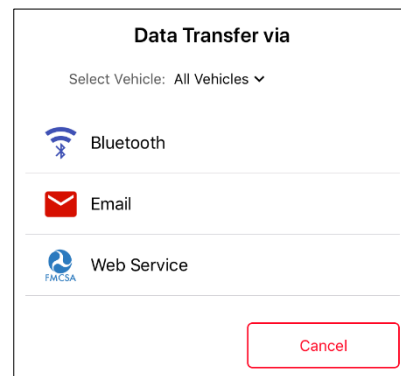 Data Transfer via
Select Vehicle: All Vehicles
Bluetooth
Email
FMCSA
Web Service
Cancel